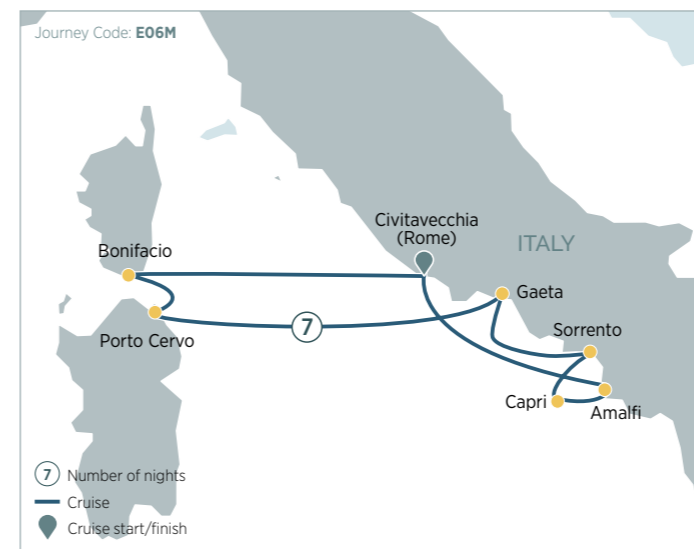 Journey Code: E06M
Civitavecchia
(Rome)
ITALY
Bonifacio
Gaeta
Porto Cervo
7
Sorrento
Capri
Amalfi
7 Number of nights
Cruise
Cruise start/finish